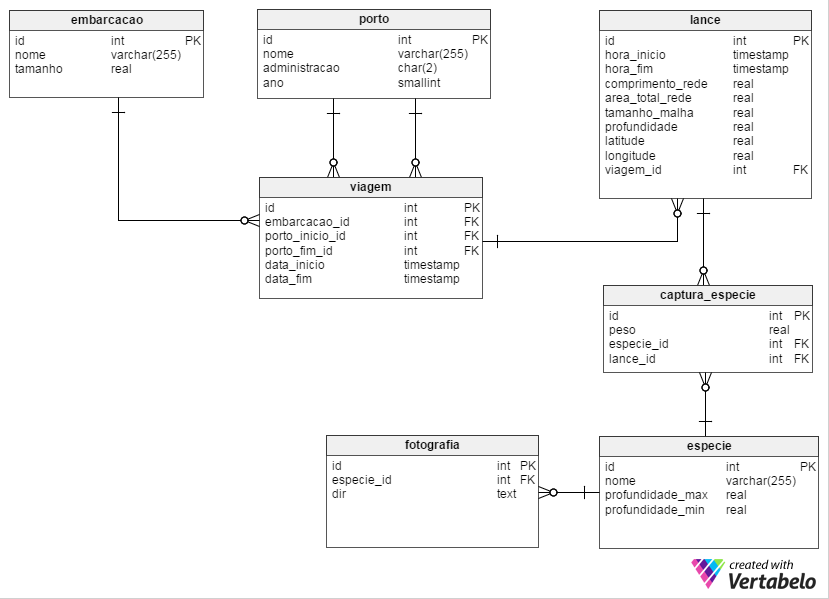 embarcacao
id int PK
nome varchar(255)
tamanho real
porto
id int PK
nome varchar(255)
administracao char(2)
ano smallint
lance
id int PK
hora_inicio timestamp
hora_fim timestamp
comprimento_rede real
area_total_rede real
tamanho_malha real
profundidade real
latitude real
longitude real
viagem_id int FK
viagem
id int PK
embarcacao_id int FK
porto_inicio_id int FK
porto_fim_id int FK
data_inicio timestamp
data_fim timestamp
captura_especie
id int PK
peso real
especie_id int FK
lance_id int FK
fotografia
id int PK
especie_id int FK
dir text
especie
id int PK
nome varchar(255)
profundidade_max real
profundidade_min real
created with
Vertabelo